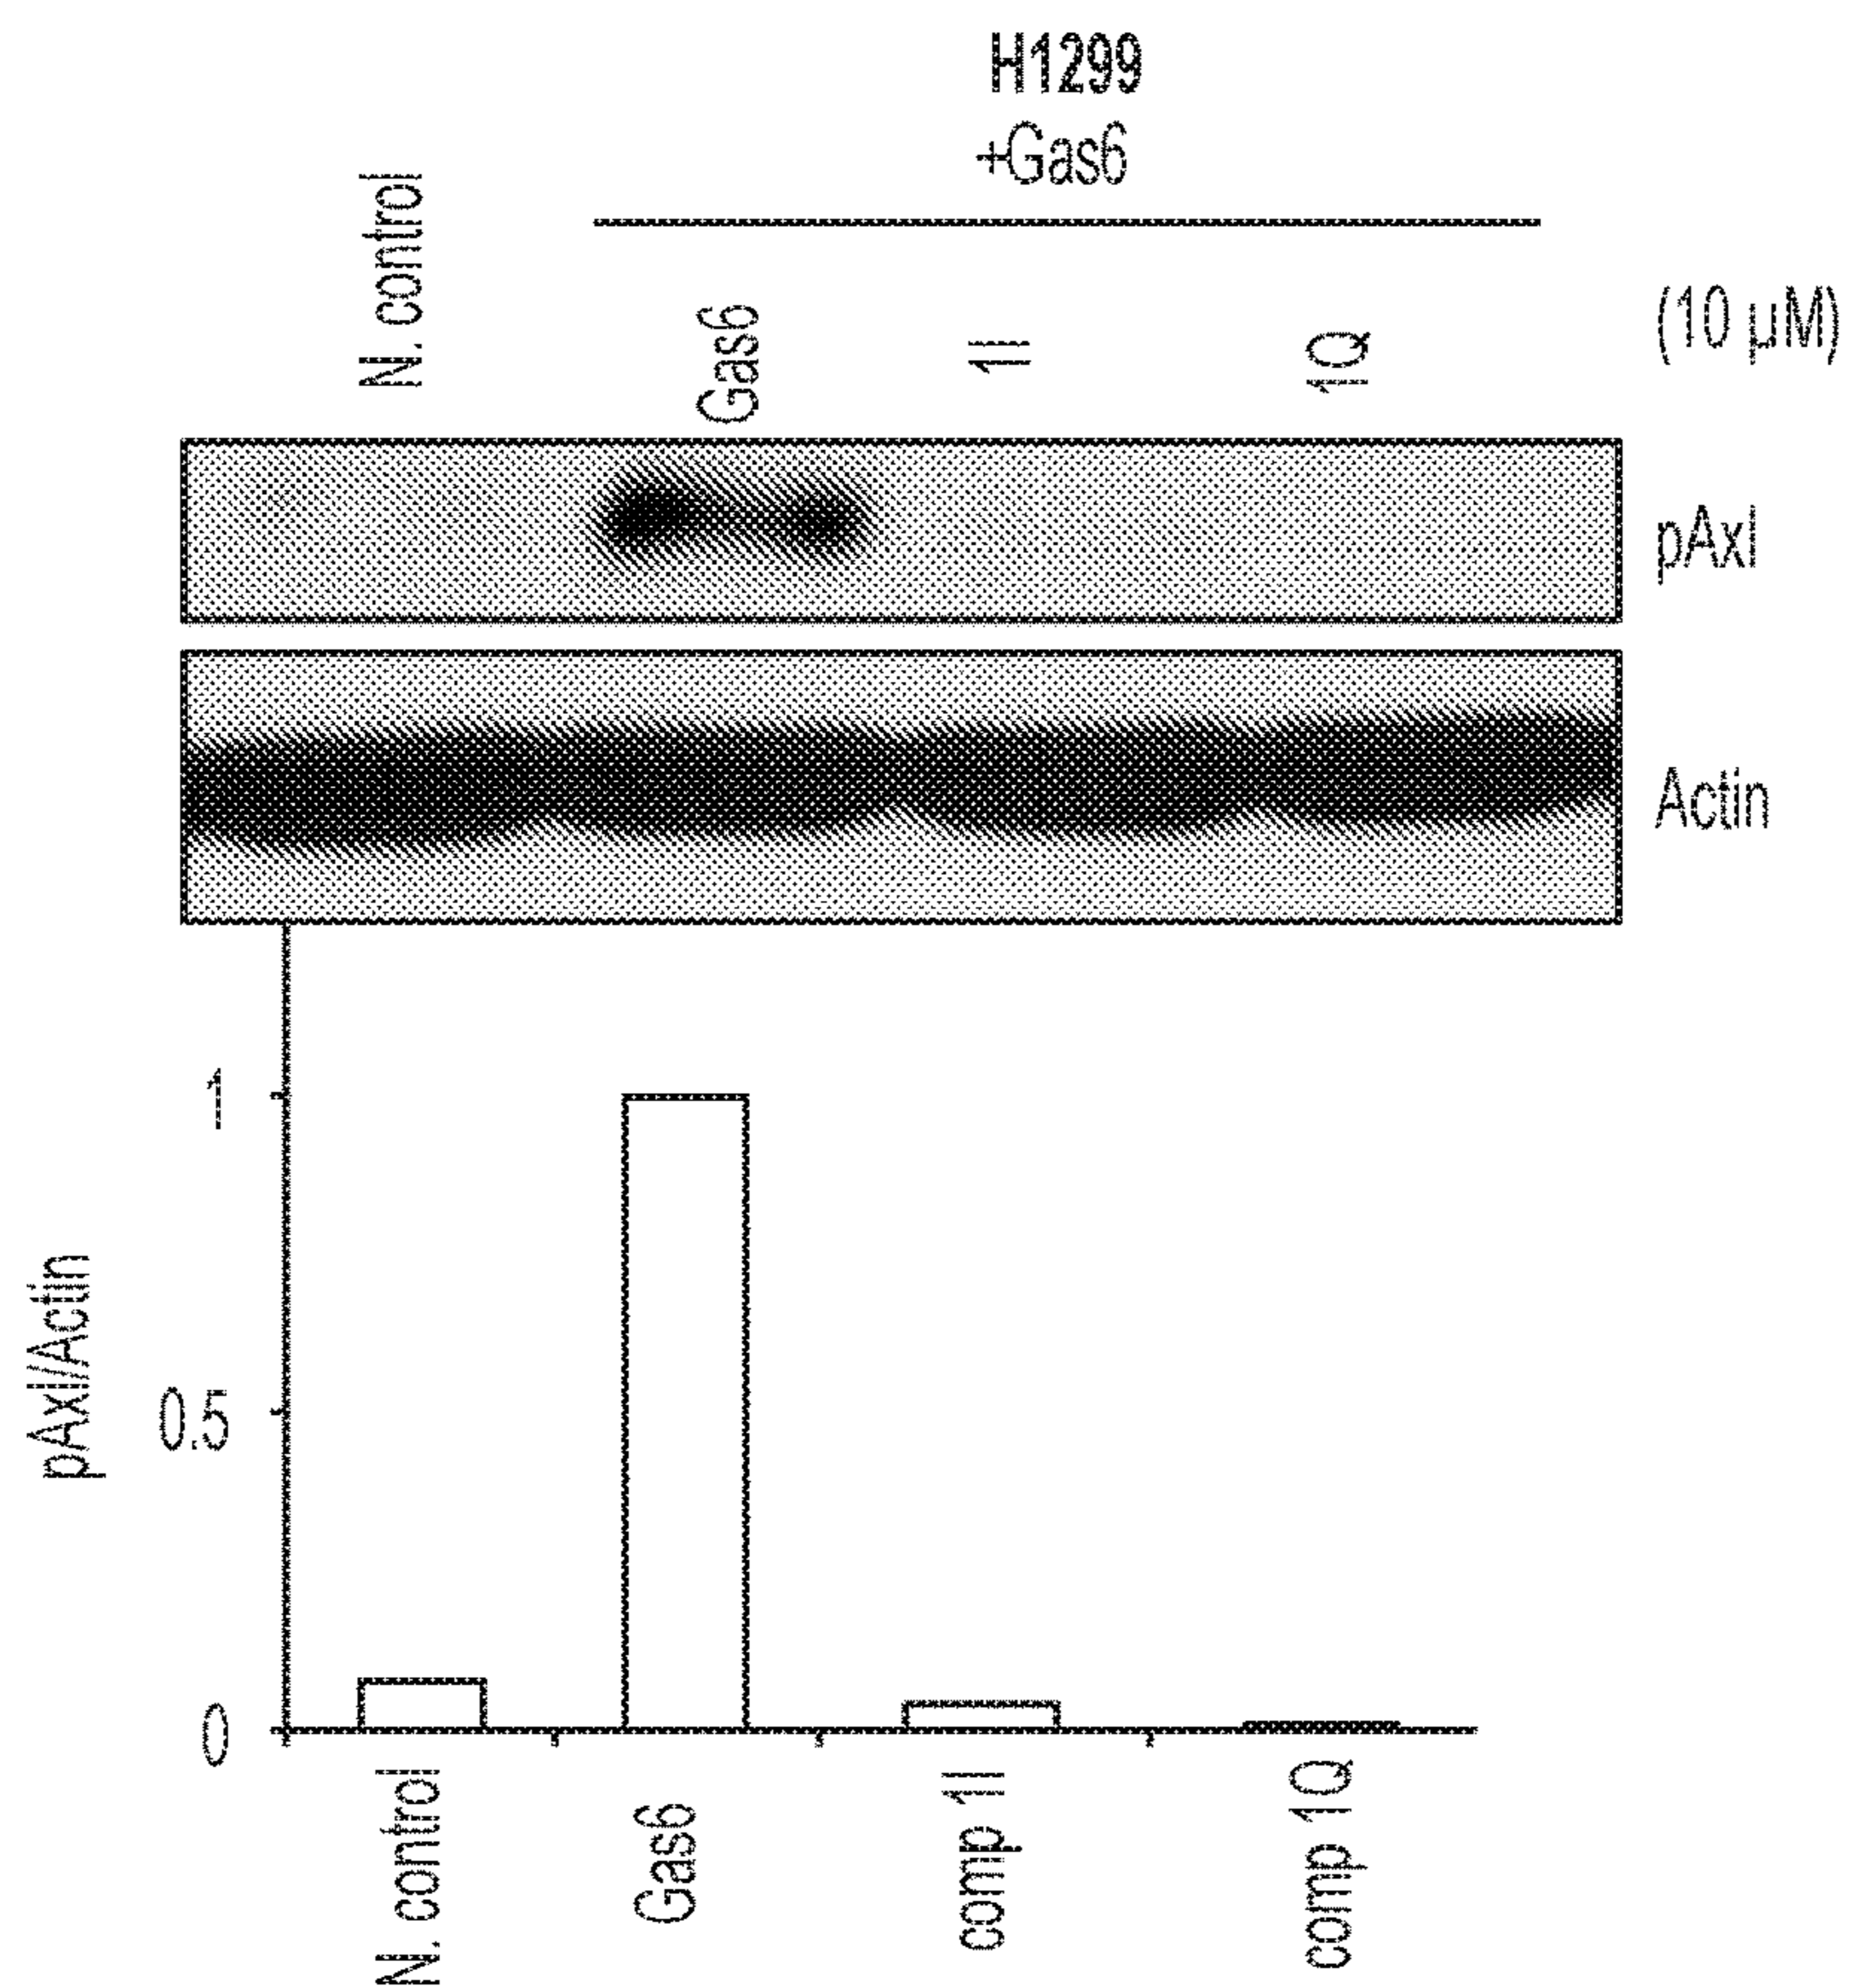 H1299
+Gas6
N. control
Gas6
1I
1Q
(10 µM)
pAxl
Actin
pAxl/Actin
1
0.5
0
N. control
Gas6
comp 1I
comp 1Q